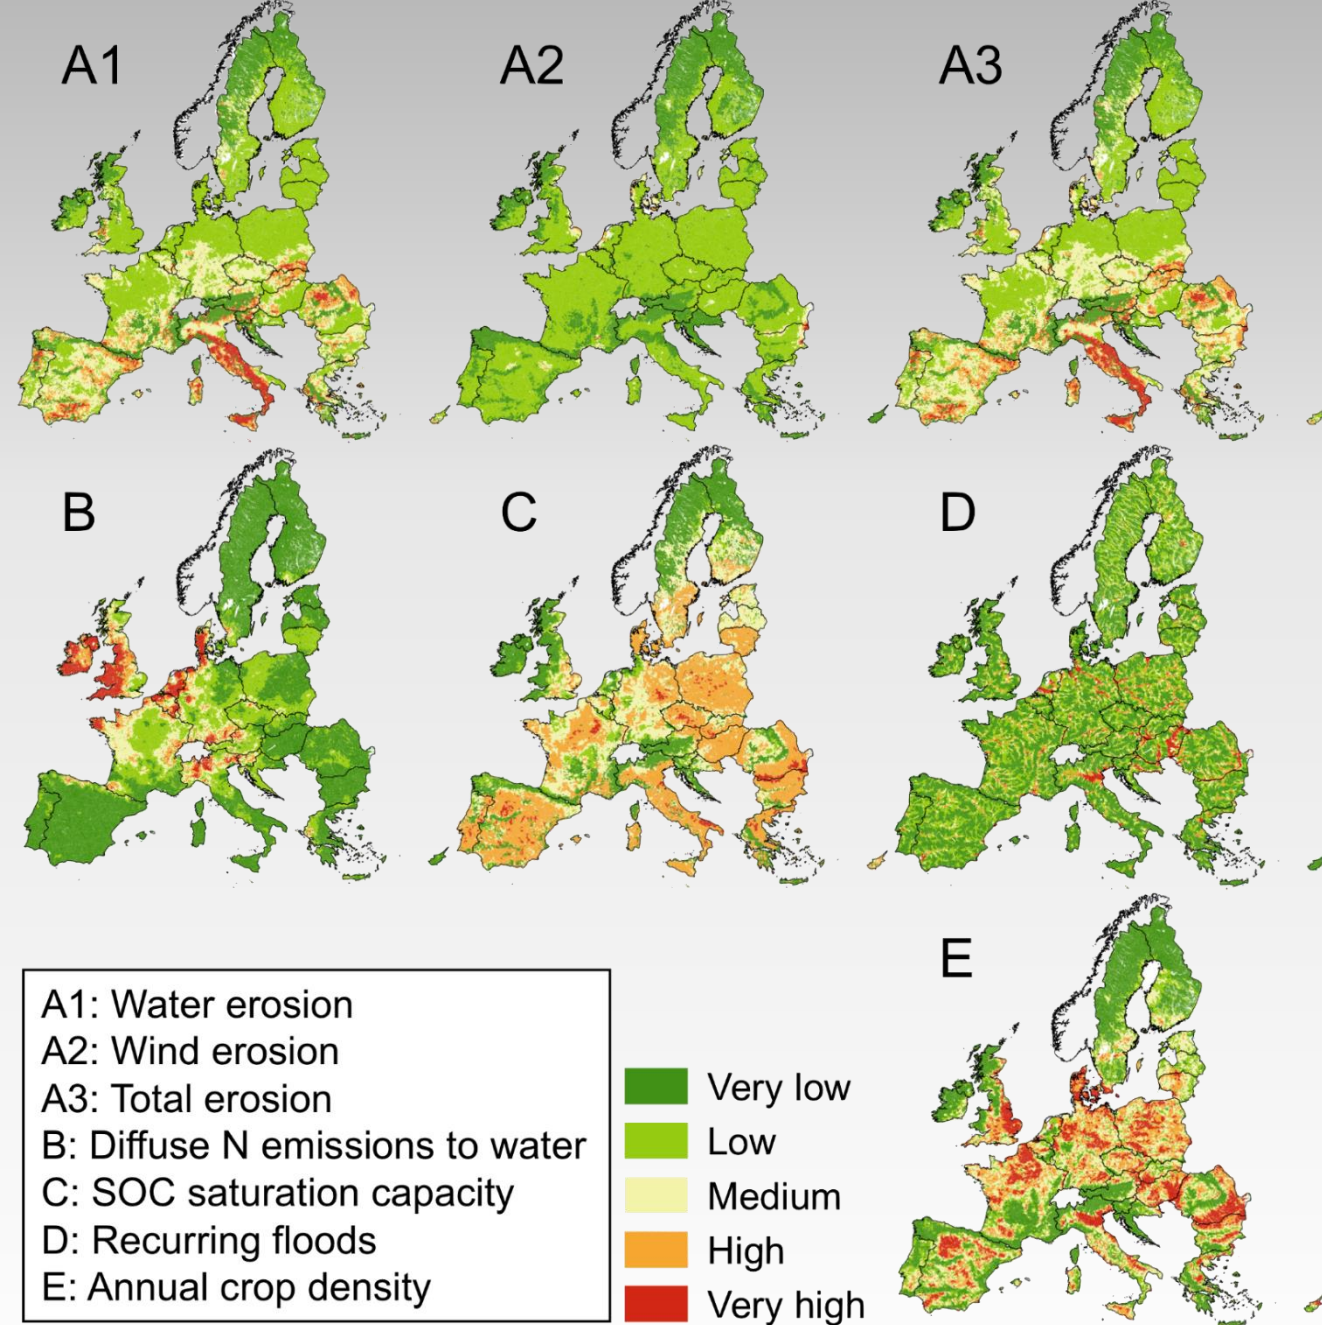 A1
A2
A3
B
C
D
E
A1: Water erosion
A2: Wind erosion
A3: Total erosion
B: Diffuse N emissions to water
C: SOC saturation capacity
D: Recurring floods
E: Annual crop density
Very low
Low
Medium
High
Very high